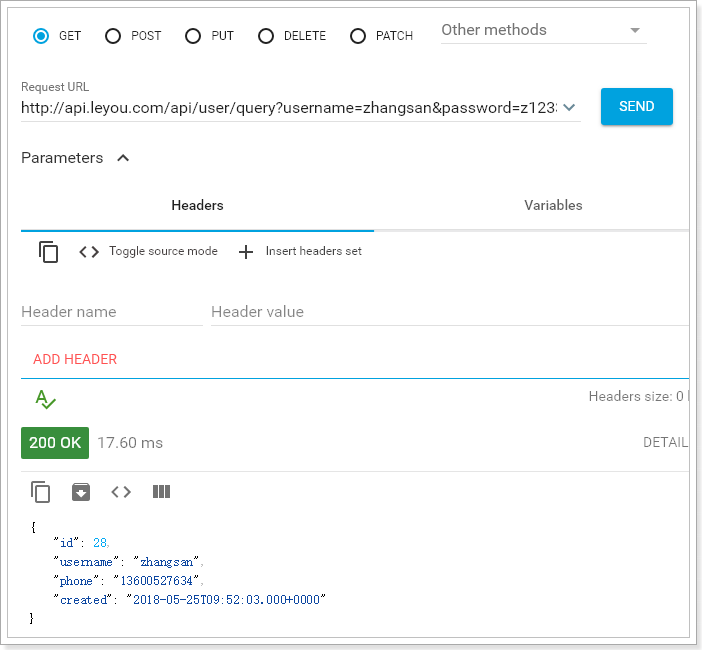 GET POST PUT DELETE PATCH Other methods
Request URL
http://api.leyou.com/api/user/query?username=zhangsan&password=z123
SEND
Parameters
Headers Variables
Toggle source mode Insert headers set
Header name Header value
ADD HEADER
Headers size: 0
200 OK 17.60 ms DETAIL
{
"id": 28,
"username": "zhangsan",
"phone": "13600527634",
"created": "2018-05-25T09:52:03.000+0000"
}